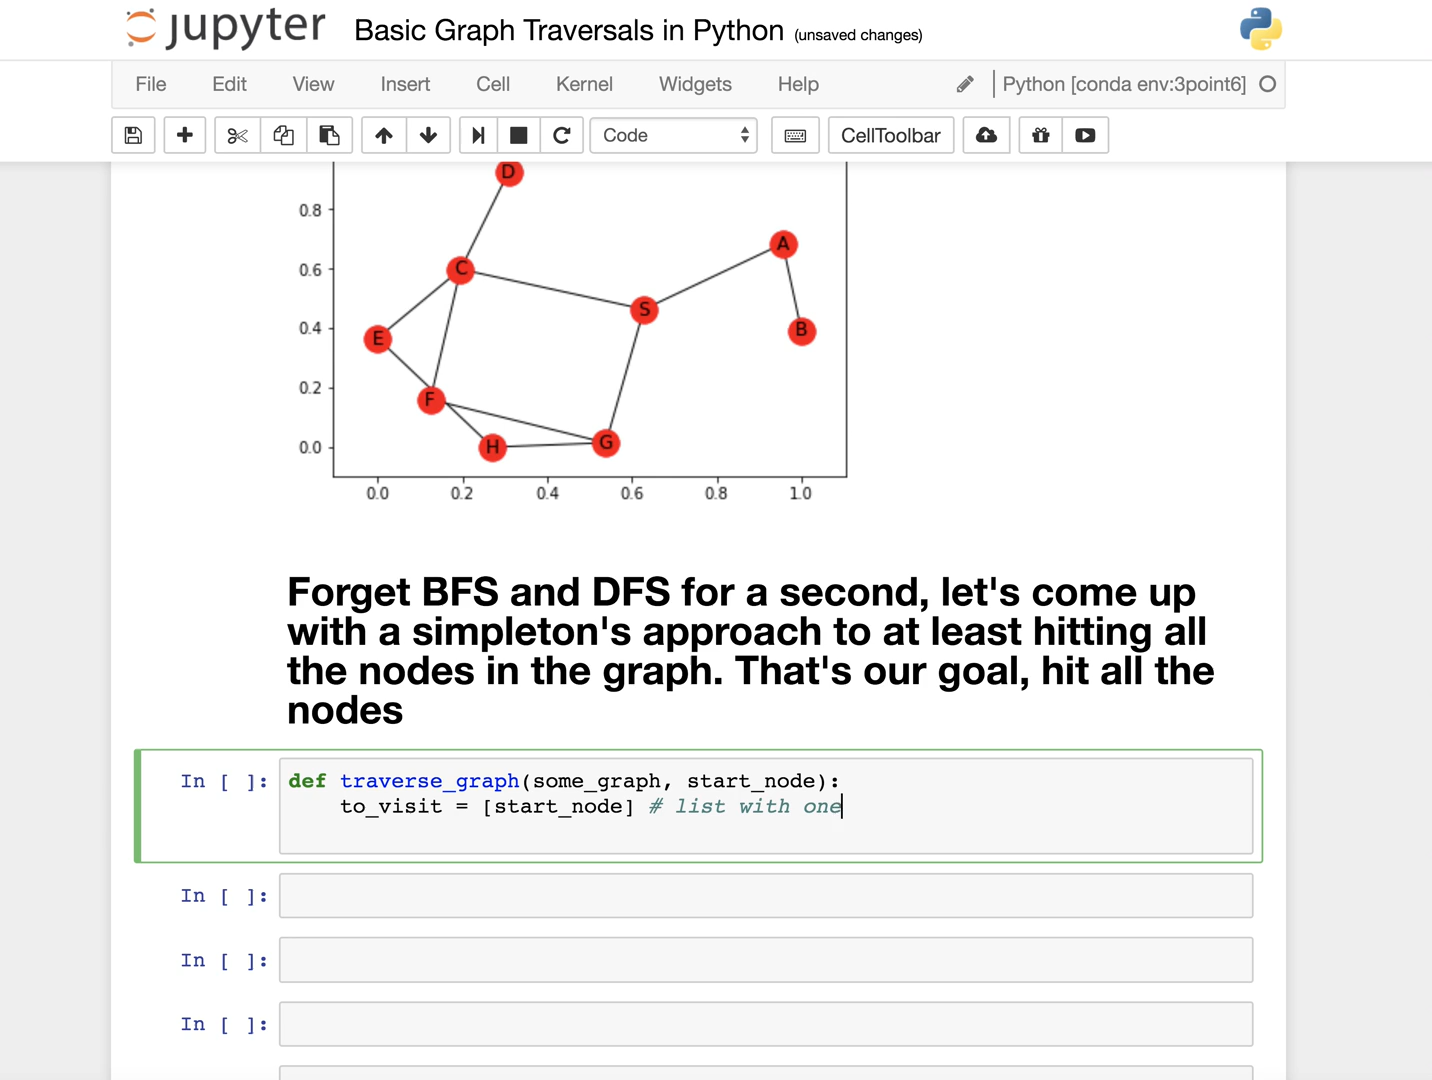 jupyter Basic Graph Traversals in Python (unsaved changes)
File Edit View Insert Cell Kernel Widgets Help Python [conda env:3point6]
Code CellToolbar
D
0.8
A
0.6 C
S
0.4 E B
0.2
F
0.0 H G
0.0 0.2 0.4 0.6 0.8 1.0
Forget BFS and DFS for a second, let's come up
with a simpleton's approach to at least hitting all
the nodes in the graph. That's our goal, hit all the
nodes
In [ ]: def traverse_graph(some_graph, start_node):
to_visit = [start_node] # list with one
In [ ]:
In [ ]:
In [ ]: